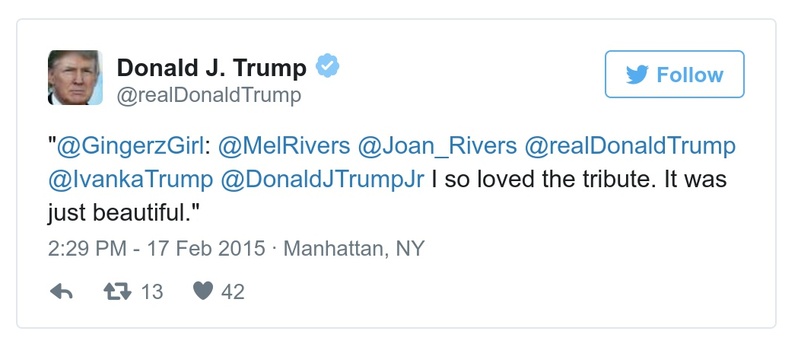 Donald J. Trump
Follow
@realDonaldTrump
"@GingerzGirl: @MelRivers @Joan_Rivers @realDonaldTrump
@IvankaTrump @DonaldJTrumpJr I so loved the tribute. It was
just beautiful."
2:29 PM - 17 Feb 2015 · Manhattan, NY
13 42